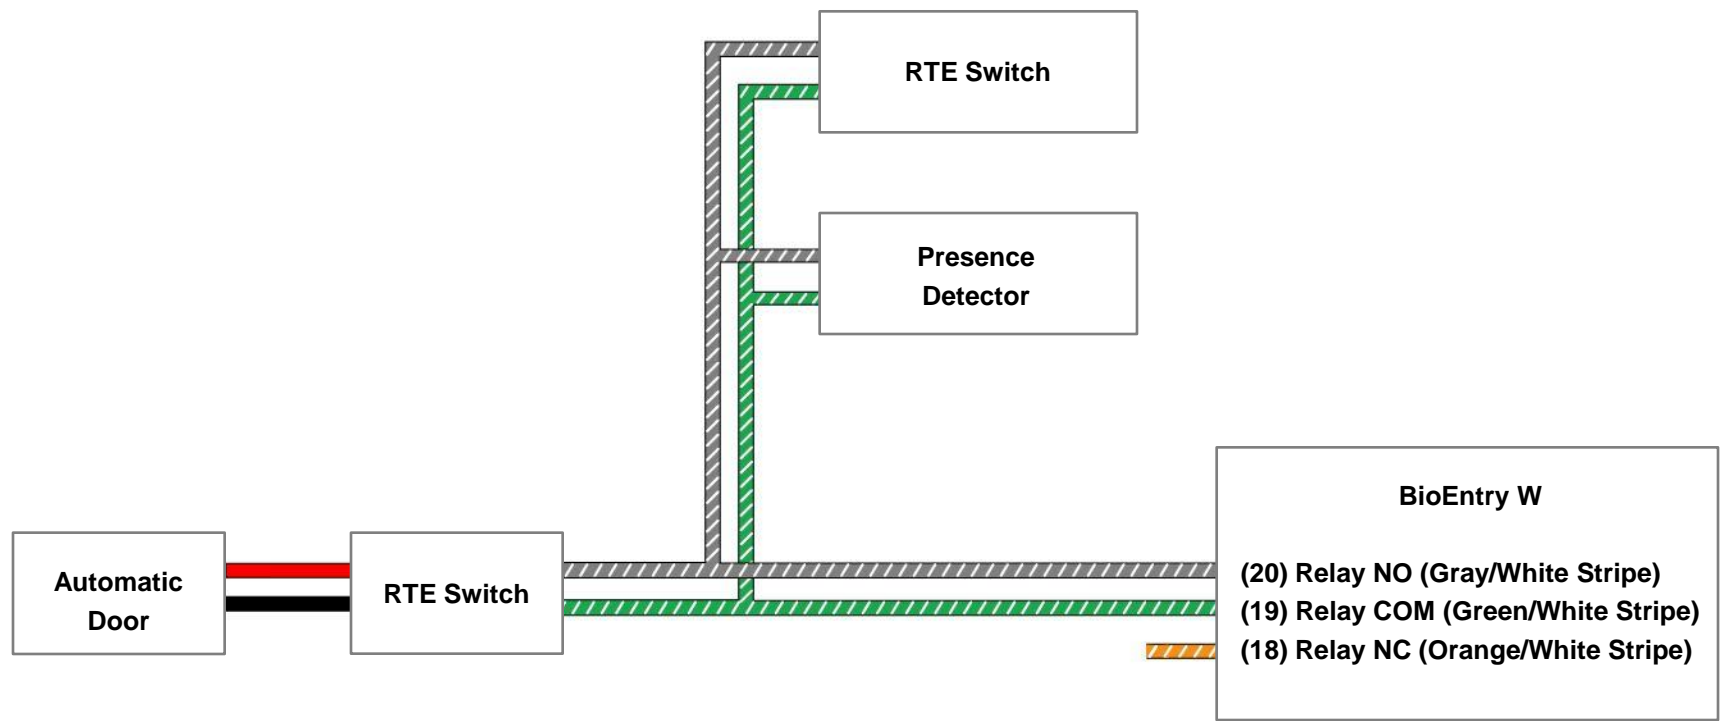 RTE Switch
Presence
Detector
BioEntry W
Automatic
Door
RTE Switch
(20) Relay NO (Gray/White Stripe)
(19) Relay COM (Green/White Stripe)
(18) Relay NC (Orange/White Stripe)